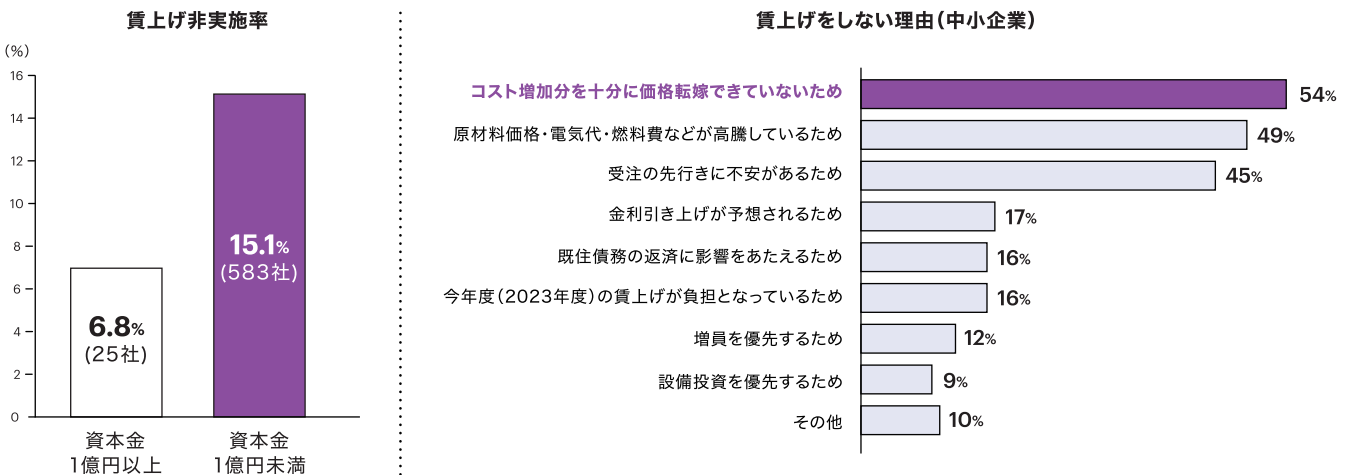 賃上げ非実施率
(%)
16
14
12
10
8
6
4
2
0
6.8%
(25社)
15.1%
(583社)
資本金
1億円以上
資本金
1億円未満
賃上げをしない理由(中小企業)
コスト増加分を十分に価格転嫁できていないため 54%
原材料価格・電気代・燃料費などが高騰しているため 49%
受注の先行きに不安があるため 45%
金利引き上げが予想されるため 17%
既住債務の返済に影響をあたえるため 16%
今年度(2023年度)の賃上げが負担となっているため 16%
増員を優先するため 12%
設備投資を優先するため 9%
その他 10%